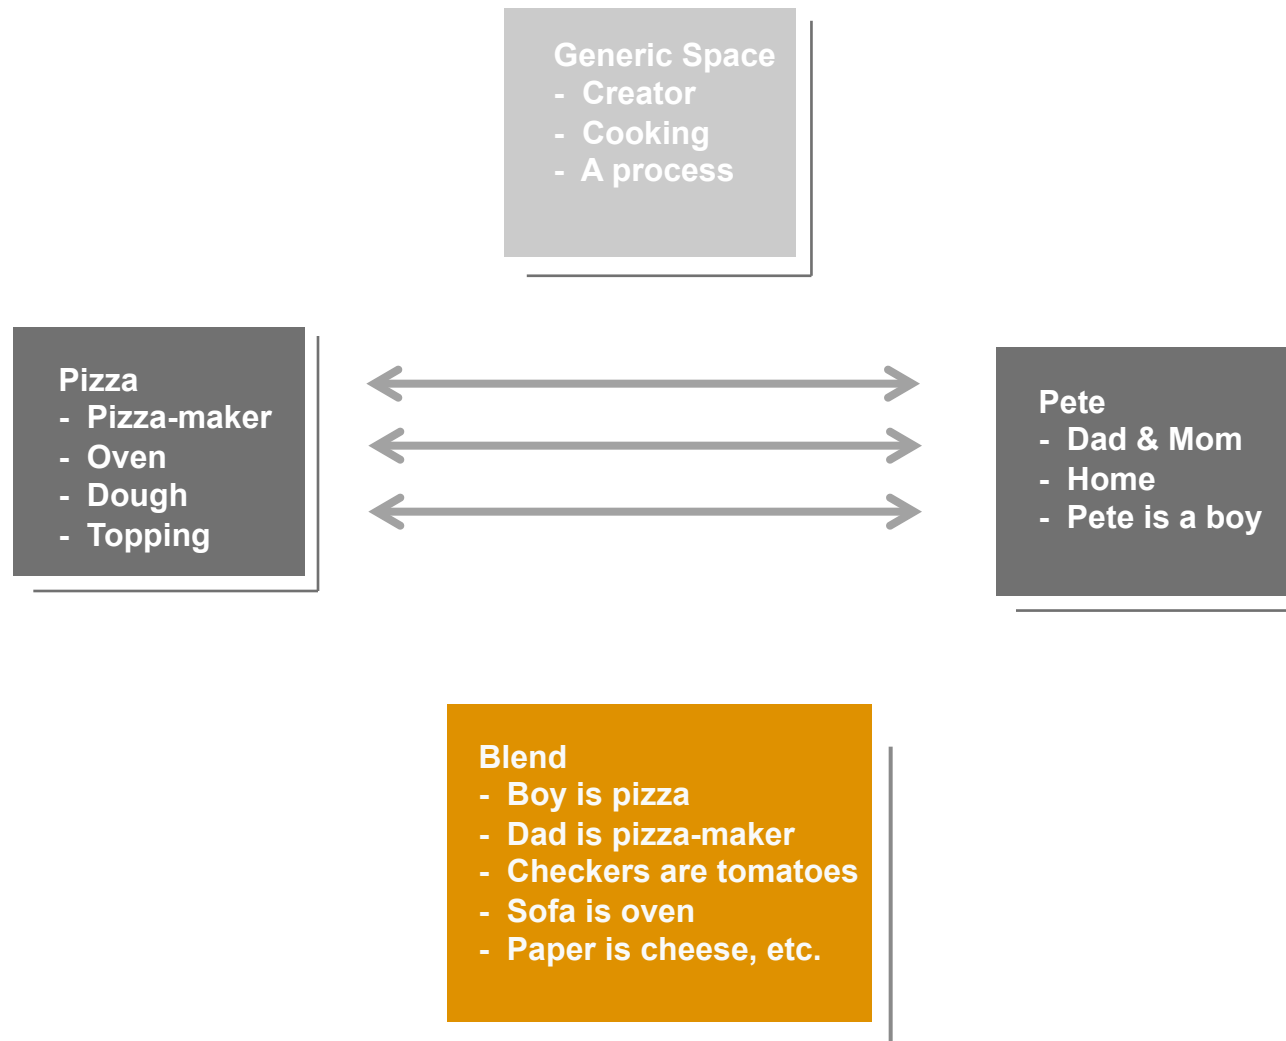 Generic Space
- Creator
- Cooking
- A process
Pizza
- Pizza-maker
- Oven
- Dough
- Topping
Pete
- Dad & Mom
- Home
- Pete is a boy
Blend
- Boy is pizza
- Dad is pizza-maker
- Checkers are tomatoes
- Sofa is oven
- Paper is cheese, etc.